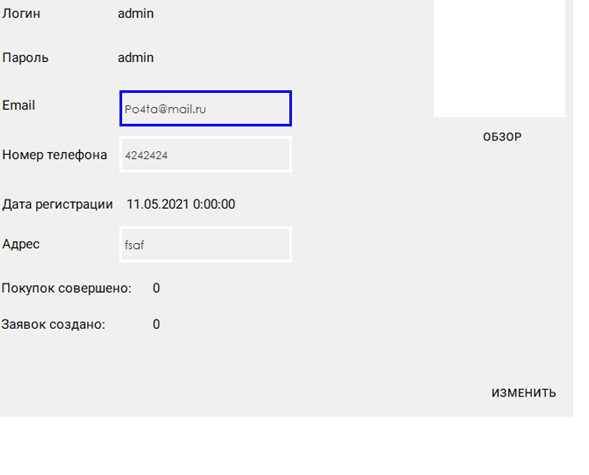 Логин admin
Пароль admin
Email Po4ta@mail.ru
ОБЗОР
Номер телефона 4242424
Дата регистрации 11.05.2021 0:00:00
Адрес fsaf
Покупок совершено: 0
Заявок создано: 0
ИЗМЕНИТЬ